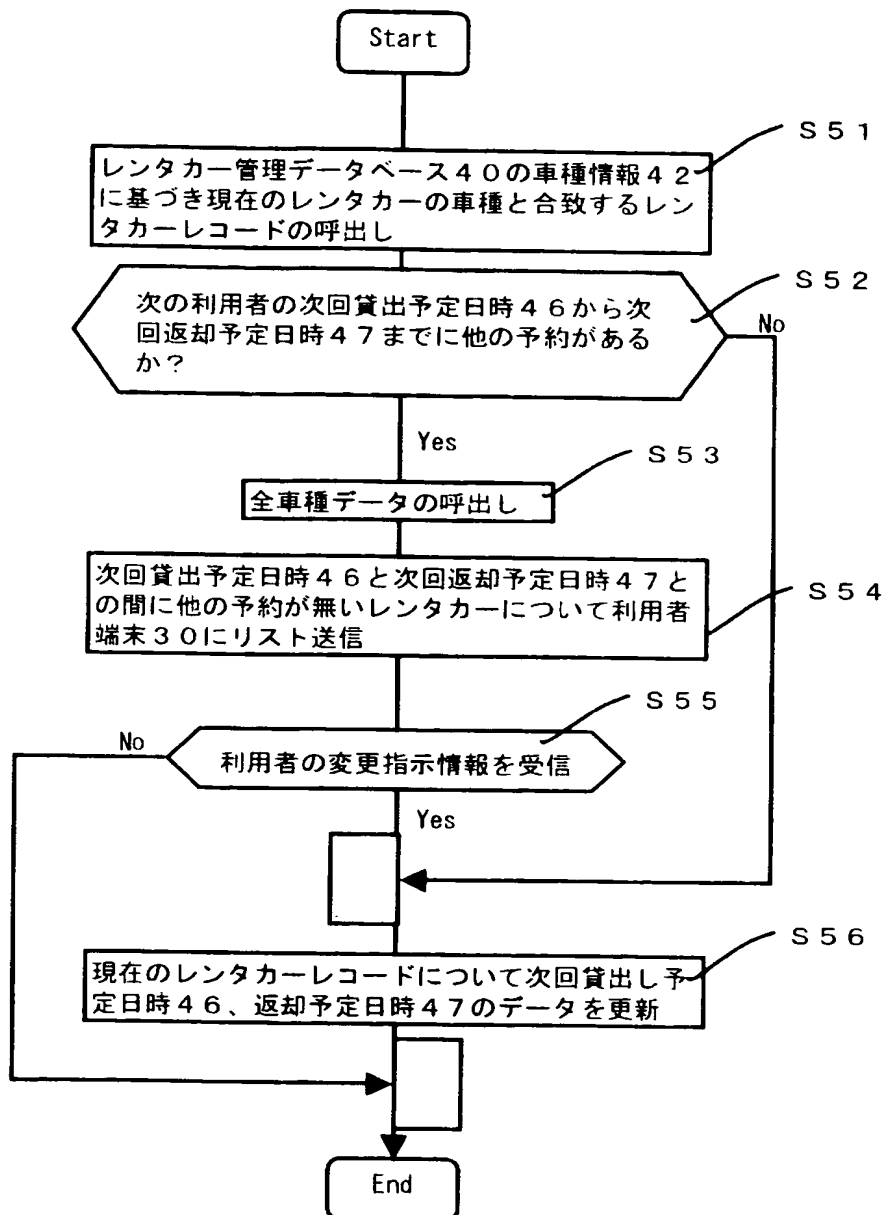 Start
S51
レンタカー管理データベース40の車種情報42
に基づき現在のレンタカーの車種と合致するレン
タカーレコードの呼出し
S52
次の利用者の次回貸出予定日時46から次
回返却予定日時47までに他の予約がある
か?
No
Yes
S53
全車種データの呼出し
次回貸出予定日時46と次回返却予定日時47と
の間に他の予約が無いレンタカーについて利用者
端末30にリスト送信
S54
S55
No
利用者の変更指示情報を受信
Yes
S56
現在のレンタカーレコードについて次回貸出し予
定日時46、返却予定日時47のデータを更新
End